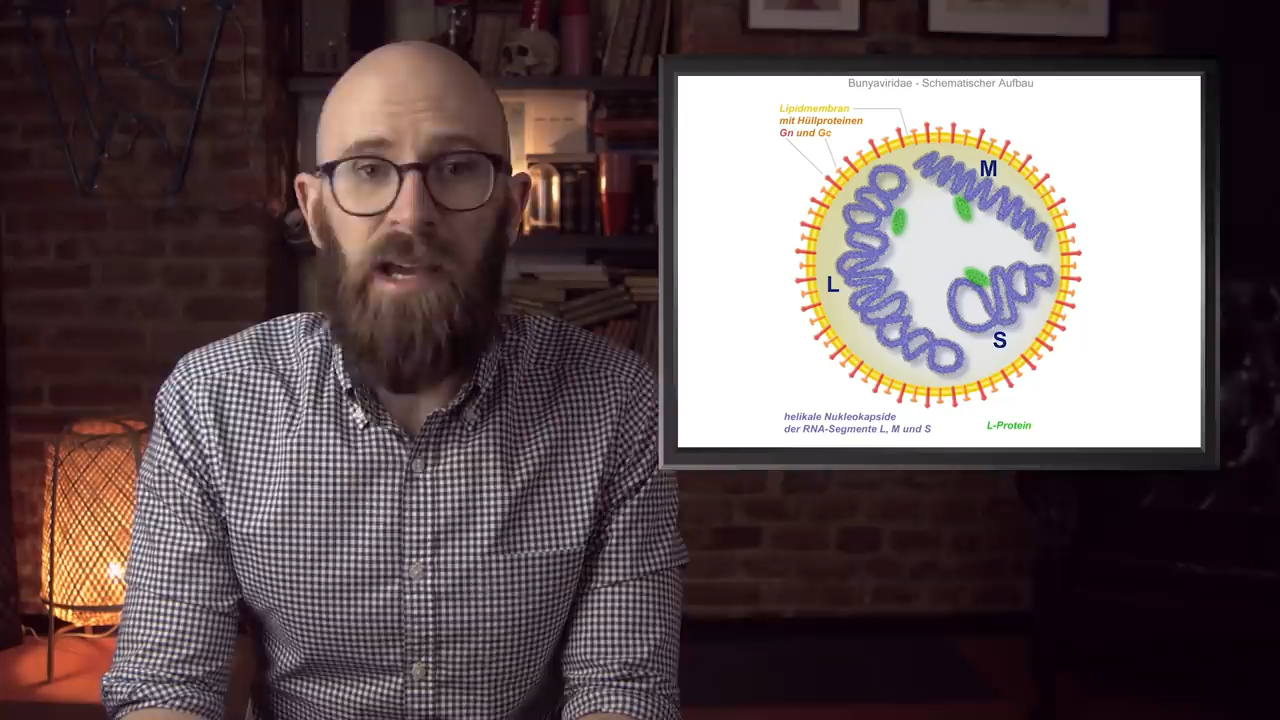 Bunyaviridae - Schematischer Aufbau
Lipidmembran
mit Hüllproteinen
Gn und Gc
M
L
S
helikale Nukleokapside
der RNA-Segmente L, M und S
L-Protein